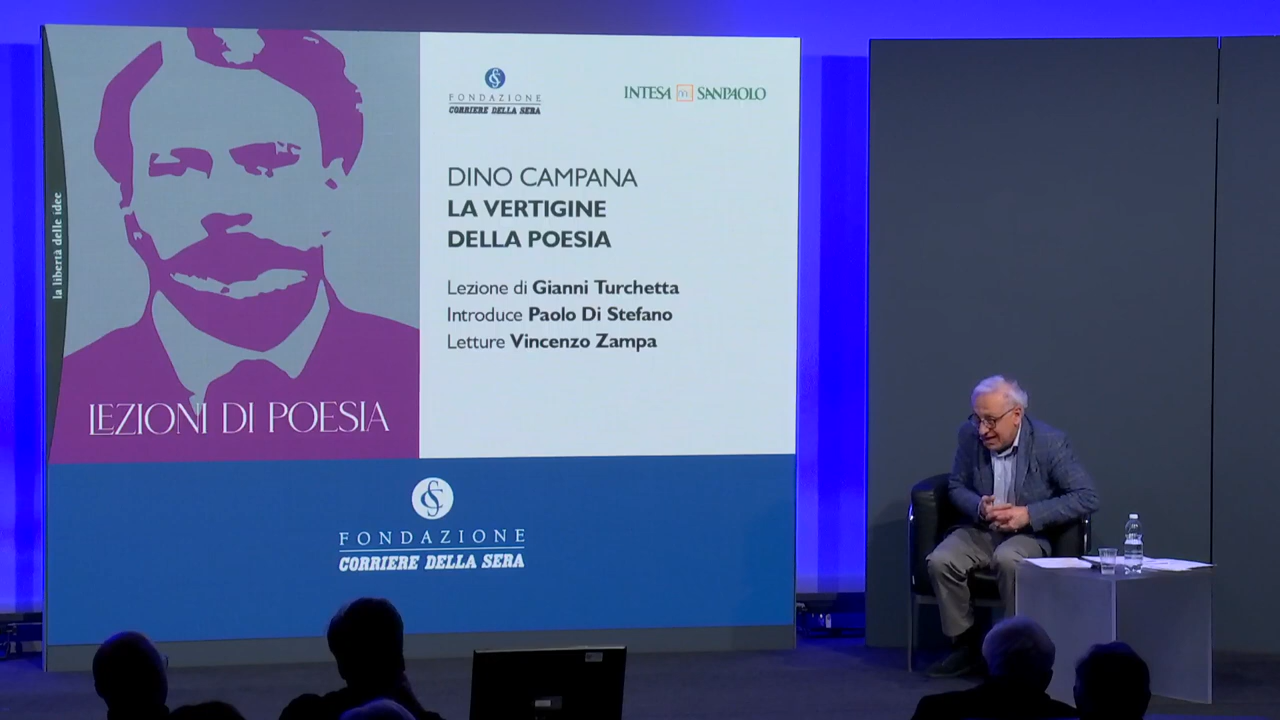 la libertà delle idee
LEZIONI DI POESIA
FONDAZIONE
CORRIERE DELLA SERA
INTESA SANPAOLO
DINO CAMPANA
LA VERTIGINE
DELLA POESIA
Lezione di Gianni Turchetta
Introduce Paolo Di Stefano
Letture Vincenzo Zampa
FONDAZIONE
CORRIERE DELLA SERA